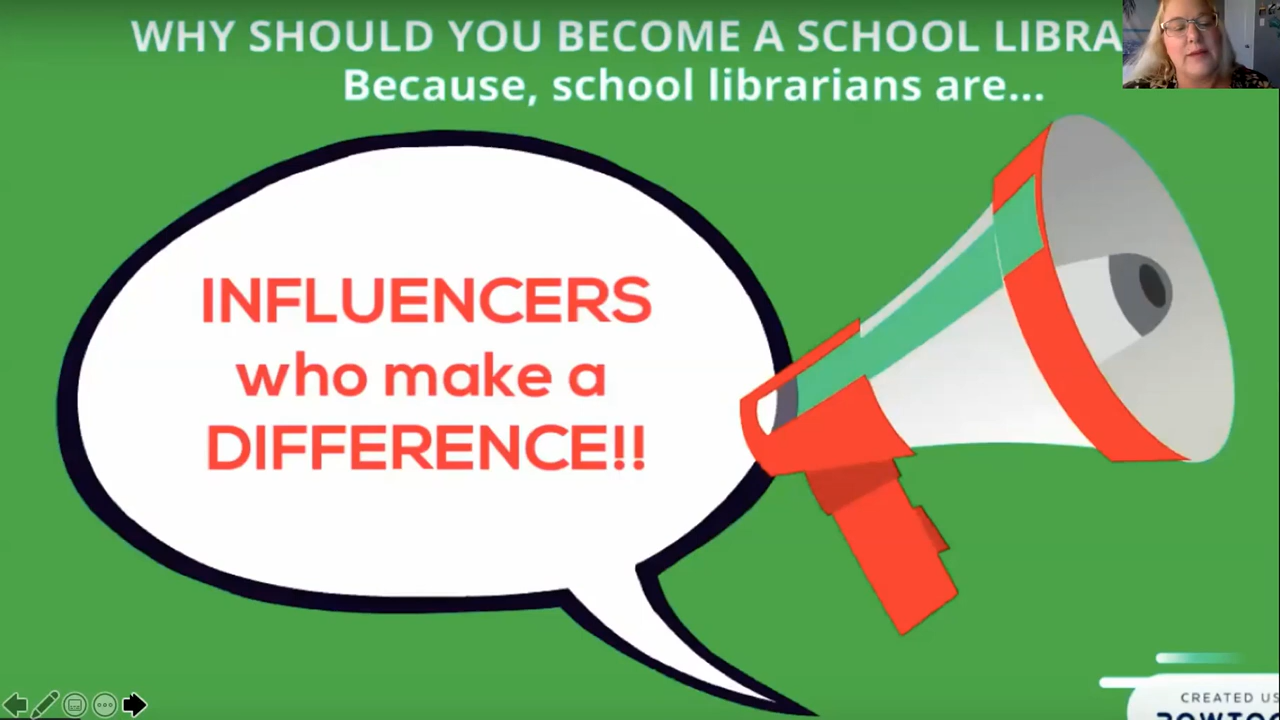 WHY SHOULD YOU BECOME A SCHOOL LIBRA
Because, school librarians are...
INFLUENCERS
who make a
DIFFERENCE!!
CREATED US